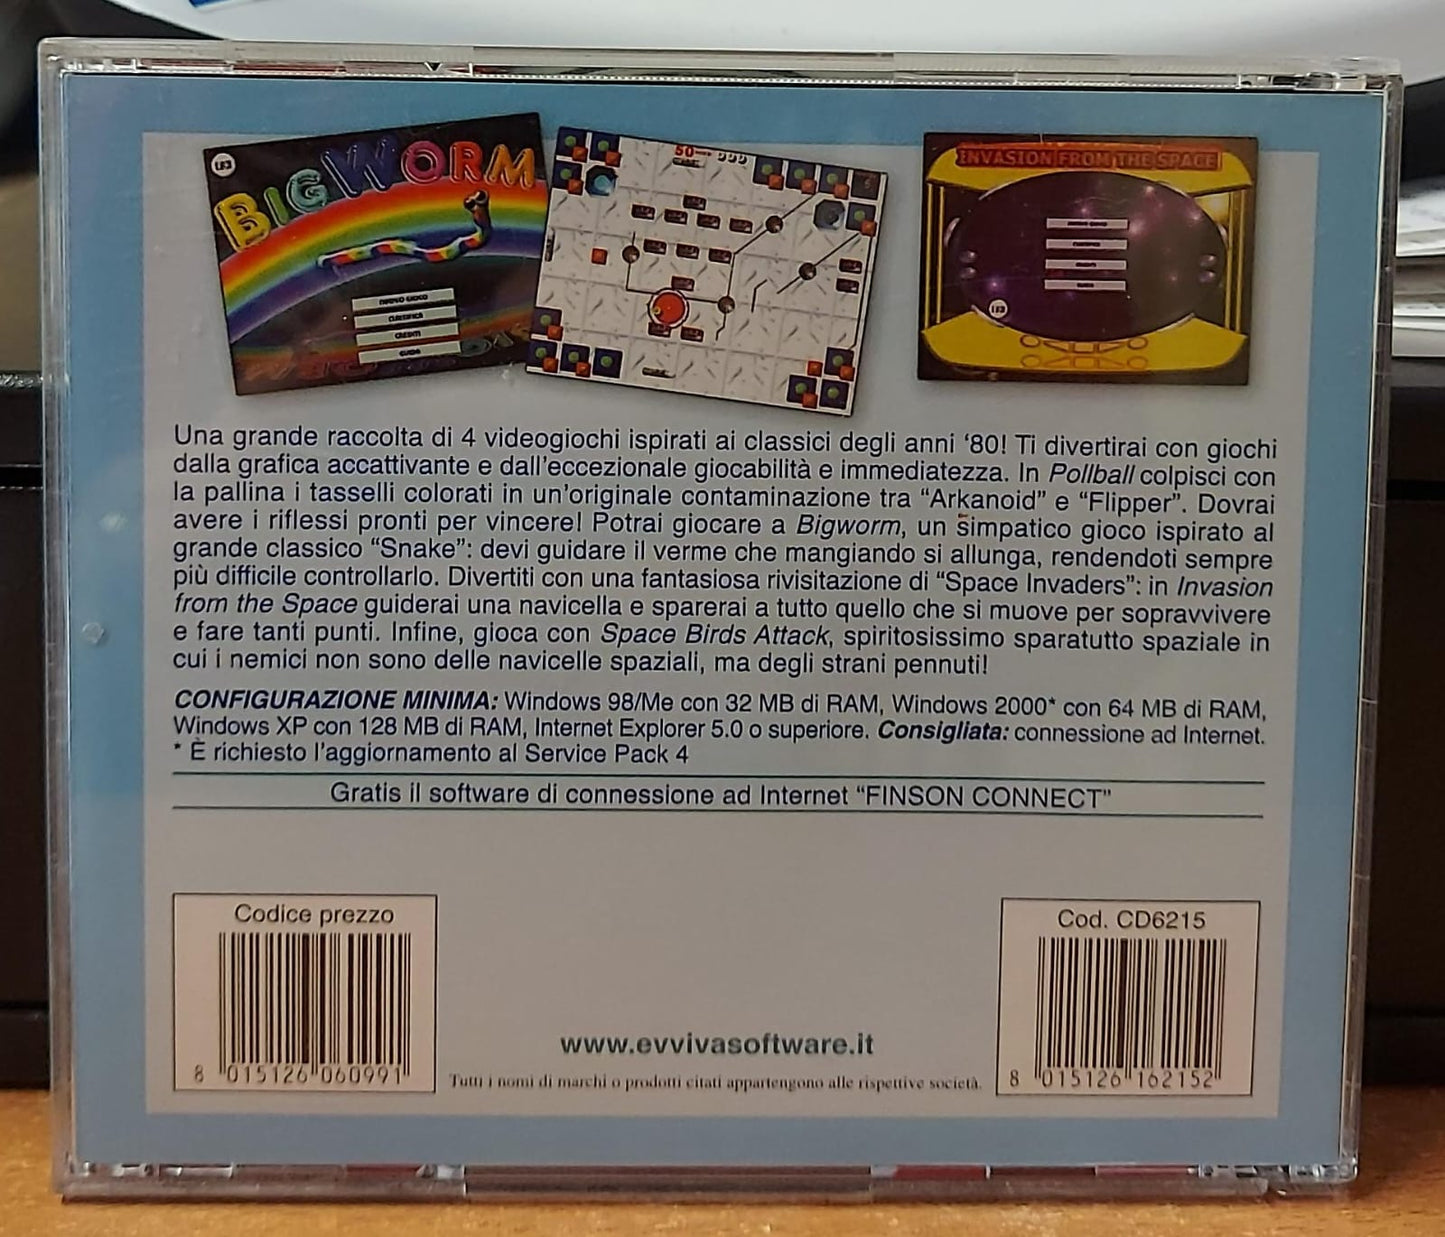 BIGWORM
NUOVO GIOCO
CLASSIFICA
CREDITI
GUIDA
50
INVASION FROM THE SPACE
Una grande raccolta di 4 videogiochi ispirati ai classici degli anni ‘80! Ti divertirai con giochi
dalla grafica accattivante e dall’eccezionale giocabilità e immediatezza. In Pollball colpisci con
la pallina i tasselli colorati in un’originale contaminazione tra “Arkanoid” e “Flipper”. Dovrai
avere i riflessi pronti per vincere! Potrai giocare a Bigworm, un simpatico gioco ispirato al
grande classico “Snake”: devi guidare il verme che mangiando si allunga, rendendoti sempre
più difficile controllarlo. Divertiti con una fantasiosa rivisitazione di “Space Invaders”: in Invasion
from the Space guiderai una navicella e sparerai a tutto quello che si muove per sopravvivere
e fare tanti punti. Infine, gioca con Space Birds Attack, spiritosissimo sparatutto spaziale in
cui i nemici non sono delle navicelle spaziali, ma degli strani pennuti!
CONFIGURAZIONE MINIMA: Windows 98/Me con 32 MB di RAM, Windows 2000* con 64 MB di RAM,
Windows XP con 128 MB di RAM, Internet Explorer 5.0 o superiore. Consigliata: connessione ad Internet.
* È richiesto l’aggiornamento al Service Pack 4
Gratis il software di connessione ad Internet “FINSON CONNECT”
Codice prezzo
8 015126 060991
www.evvivasoftware.it
Tutti i nomi di marchi o prodotti citati appartengono alle rispettive società.
Cod. CD6215
8 015126 162152